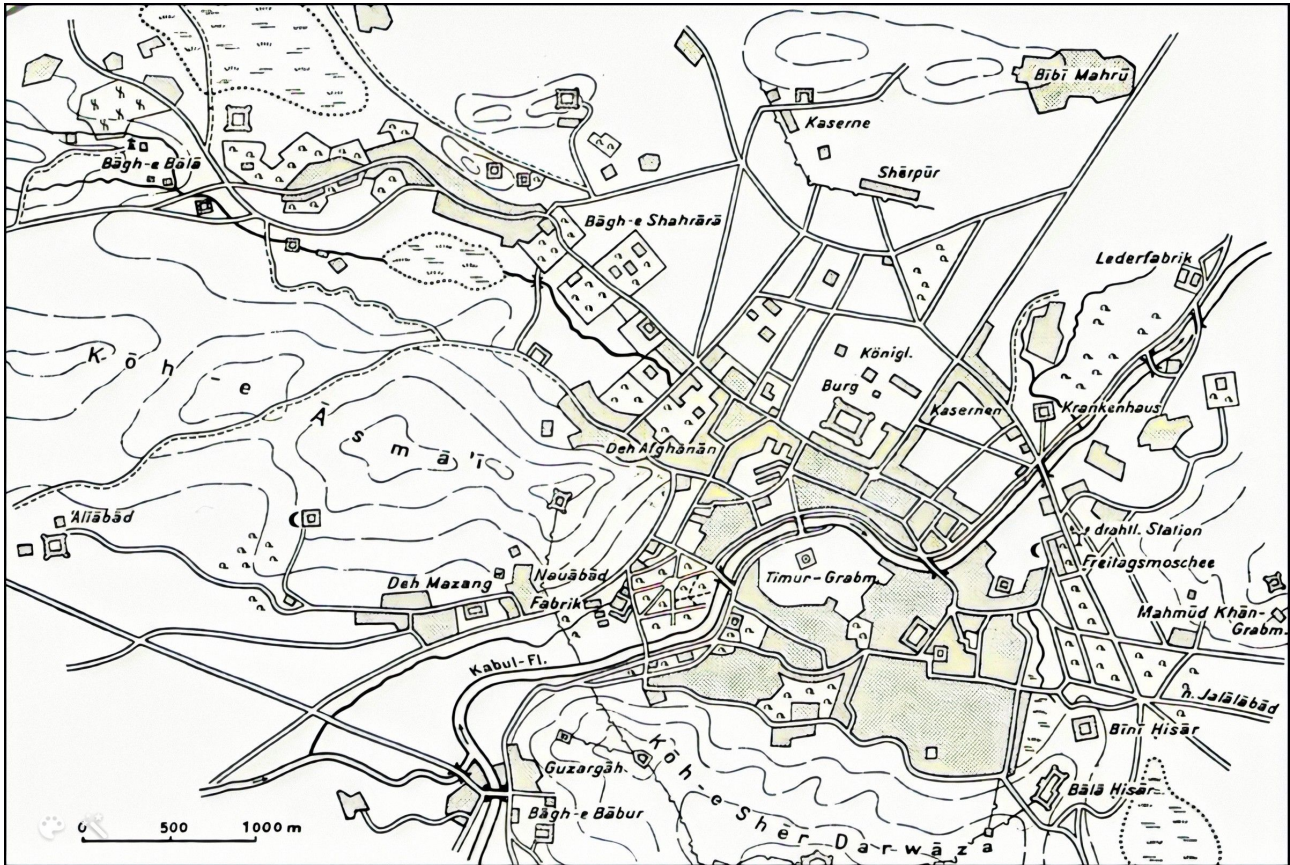 Bībī Mahrū
Kaserne
Bāgh-e Bālā
Shērpūr
Bāgh-e Shahrārā
Lederfabrik
Kōh-e Āsmā'ī
Königl.
Burg
Kasernen
Krankenhaus
Deh Afghānān
'Alīābād
drahtl. Station
Freitagsmoschee
Deh Mazang
Nauābād
Fabrik
Timur-Grabm.
Mahmūd Khān-
Grabm.
Kabul-Fl.
n. Jalālābād
Bīnī Hisār
Guzargāh
Kōh-e Shēr Darwāza
Bālā Hisār
Bāgh-e Bābur
0 500 1000 m